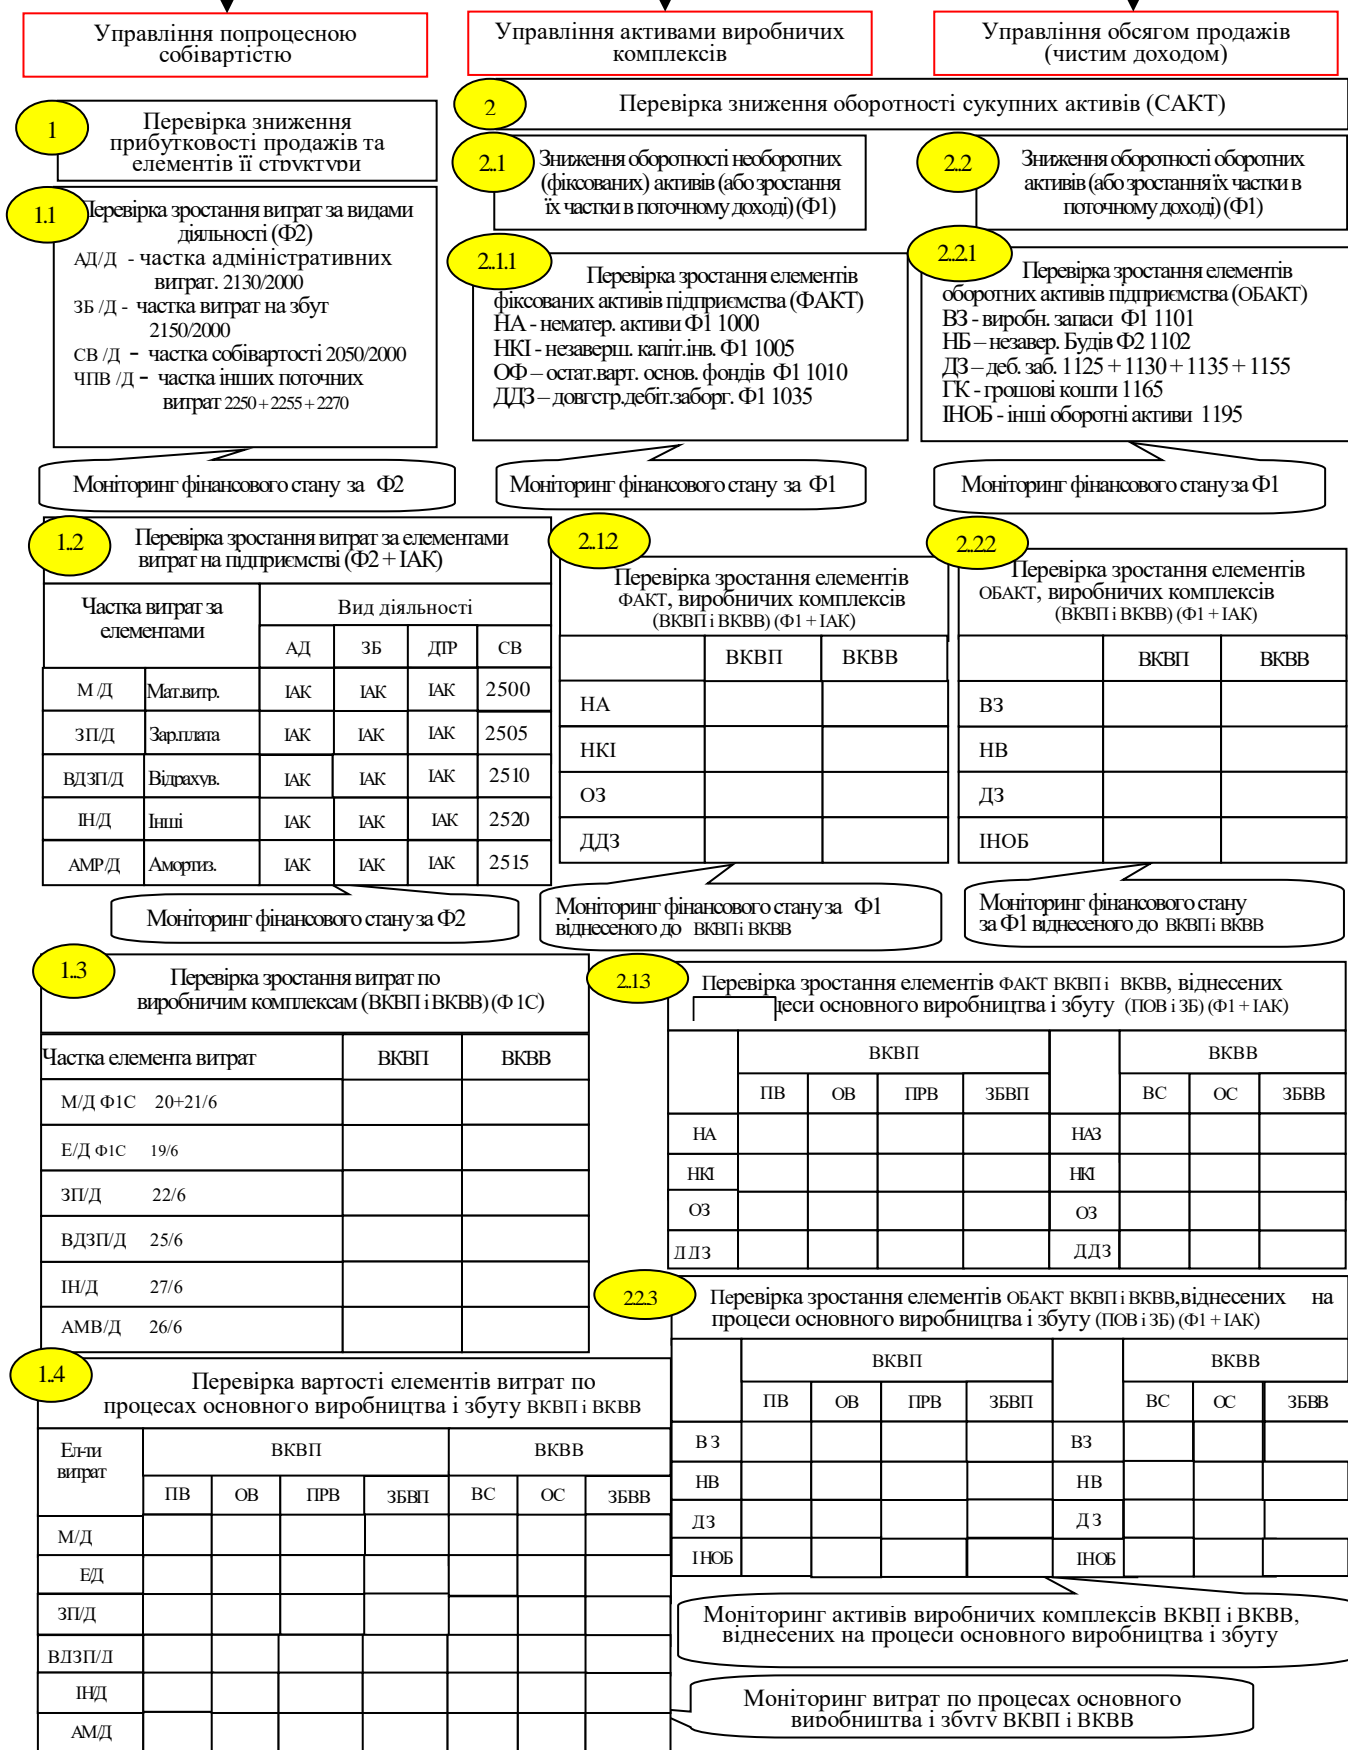 Управління попроцесною
собівартістю
Управління активами виробничих
комплексів
Управління обсягом продажів
(чистим доходом)
1
Перевірка зниження
прибутковості продажів та
елементів її структури
2
Перевірка зниження оборотності сукупних активів (САКТ)
2.1
Зниження оборотності необоротних
(фіксованих) активів (або зростання
їх частки в поточному доході) (Ф1)
2.2
Зниження оборотності оборотних
активів (або зростання їх частки в
поточному доході) (Ф1)
1.1
Перевірка зростання витрат за видами
діяльності (Ф2)
АД/Д - частка адміністративних
витрат. 2130/2000
ЗБ /Д - частка витрат на збут
2150/2000
СВ /Д - частка собівартості 2050/2000
ЧПВ /Д - частка інших поточних
витрат 2250 + 2255 + 2270
2.1.1
Перевірка зростання елементів
фіксованих активів підприємства (ФАКТ)
НА - нематер. активи Ф1 1000
НКІ - незаверш. капіт.інв. Ф1 1005
ОФ – остат.варт. основ. фондів Ф1 1010
ДДЗ – довгстр.дебіт.заборг. Ф1 1035
2.2.1
Перевірка зростання елементів
оборотних активів підприємства (ОБАКТ)
ВЗ - виробн. запаси Ф1 1101
НБ – незавер. Будів Ф2 1102
ДЗ – деб. заб. 1125 + 1130 + 1135 + 1155
ГК - грошові кошти 1165
ІНОБ - інші оборотні активи 1195
Моніторинг фінансового стану за Ф2
Моніторинг фінансового стану за Ф1
Моніторинг фінансового стану за Ф1
1.2
Перевірка зростання витрат за елементами
витрат на підприємстві (Ф2 + ІАК)
Частка витрат за
елементами
Вид діяльності
АД ЗБ ДПР СВ
М /Д Мат.витр. ІАК ІАК ІАК 2500
ЗП/Д Зар.плата ІАК ІАК ІАК 2505
ВДЗП/Д Відрахув. ІАК ІАК ІАК 2510
ІН/Д Інші ІАК ІАК ІАК 2520
АМР/Д Амортиз. ІАК ІАК ІАК 2515
Моніторинг фінансового стану за Ф2
2.1.2
Перевірка зростання елементів
ФАКТ, виробничих комплексів
(ВКВП і ВКВВ) (Ф1 + ІАК)
ВКВП ВКВВ
НА
НКІ
ОЗ
ДДЗ
Моніторинг фінансового стану за Ф1
віднесеного до ВКВП і ВКВВ
2.2.2
Перевірка зростання елементів
ОБАКТ, виробничих комплексів
(ВКВП і ВКВВ) (Ф1 + ІАК)
ВКВП ВКВВ
ВЗ
НВ
ДЗ
ІНОБ
Моніторинг фінансового стану
за Ф1 віднесеного до ВКВП і ВКВВ
1.3
Перевірка зростання витрат по
виробничим комплексам (ВКВП і ВКВВ) (Ф 1С)
Частка елемента витрат ВКВП ВКВВ
М/Д Ф1С 20+21/6
Е/Д Ф1С 19/6
ЗП/Д 22/6
ВДЗП/Д 25/6
ІН/Д 27/6
АМВ/Д 26/6
2.1.3
Перевірка зростання елементів ФАКТ ВКВП і ВКВВ, віднесених
цеси основного виробництва і збуту (ПОВ і ЗБ) (Ф1 + ІАК)
ВКВП ВКВВ
ПВ ОВ ПРВ ЗБВП ВС ОС ЗБВВ
НА НАЗ
НКІ НКІ
ОЗ ОЗ
ДДЗ ДДЗ
2.2.3
Перевірка зростання елементів ОБАКТ ВКВП і ВКВВ,віднесених на
процеси основного виробництва і збуту (ПОВ і ЗБ) (Ф1 + ІАК)
ВКВП ВКВВ
ПВ ОВ ПРВ ЗБВП ВС ОС ЗБВВ
ВЗ ВЗ
НВ НВ
ДЗ ДЗ
ІНОБ ІНОБ
Моніторинг активів виробничих комплексів ВКВП і ВКВВ,
віднесених на процеси основного виробництва і збуту
1.4
Перевірка вартості елементів витрат по
процесах основного виробництва і збуту ВКВП і ВКВВ
Ел-ти
витрат
ВКВП ВКВВ
ПВ ОВ ПРВ ЗБВП ВС ОС ЗБВВ
М/Д
Е/Д
ЗП/Д
ВДЗП/Д
ІН/Д
АМ/Д
Моніторинг витрат по процесах основного
виробництва і збуту ВКВП і ВКВВ